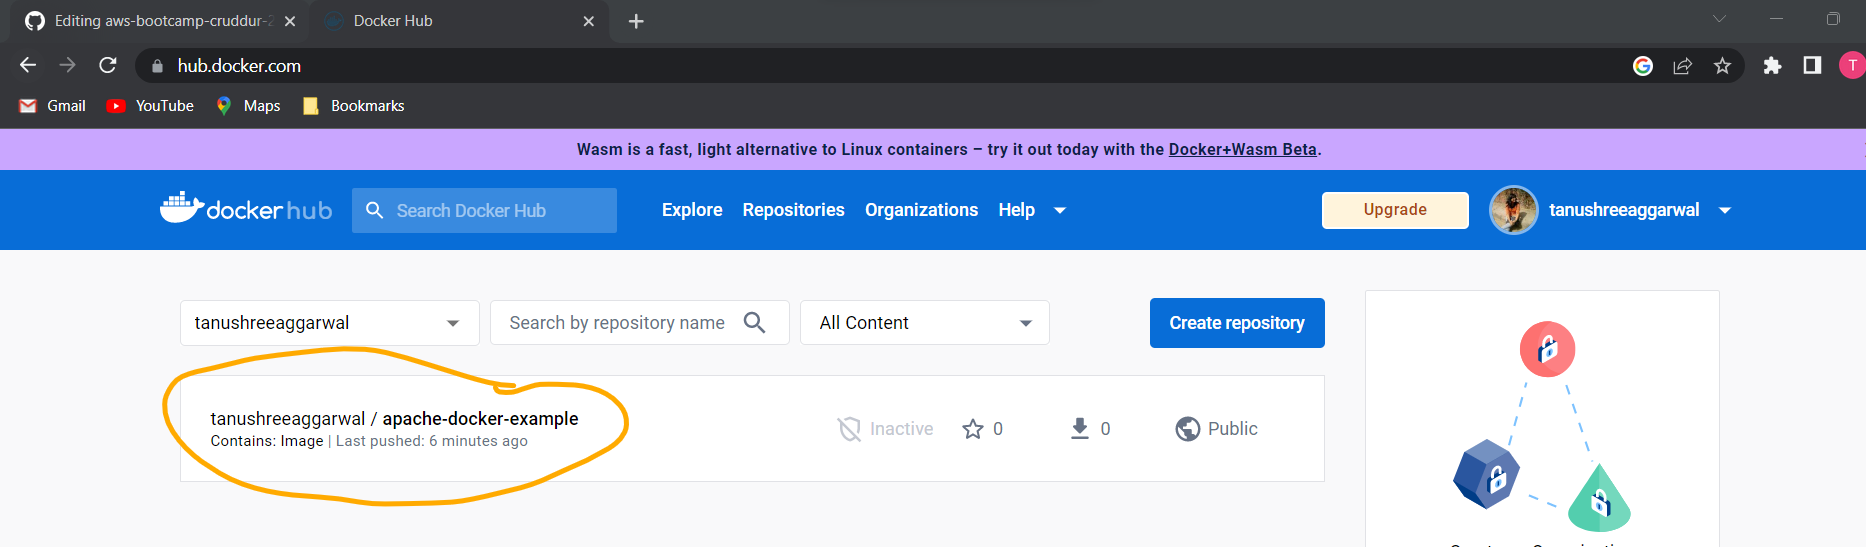 Editing aws-bootcamp-cruddur-2
Docker Hub
hub.docker.com
T
Gmail
YouTube
Maps
Bookmarks
Wasm is a fast, light alternative to Linux containers – try it out today with the Docker+Wasm Beta.
docker hub
Search Docker Hub
Explore
Repositories
Organizations
Help
Upgrade
tanushreeaggarwal
tanushreeaggarwal
Search by repository name
All Content
Create repository
tanushreeaggarwal / apache-docker-example
Contains: Image | Last pushed: 6 minutes ago
Inactive
0
0
Public